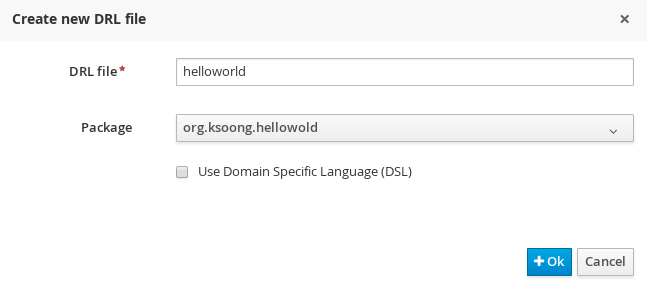 Create new DRL file ×
DRL file* helloworld
Package org.ksoong.hellowold
Use Domain Specific Language (DSL)
+ Ok Cancel